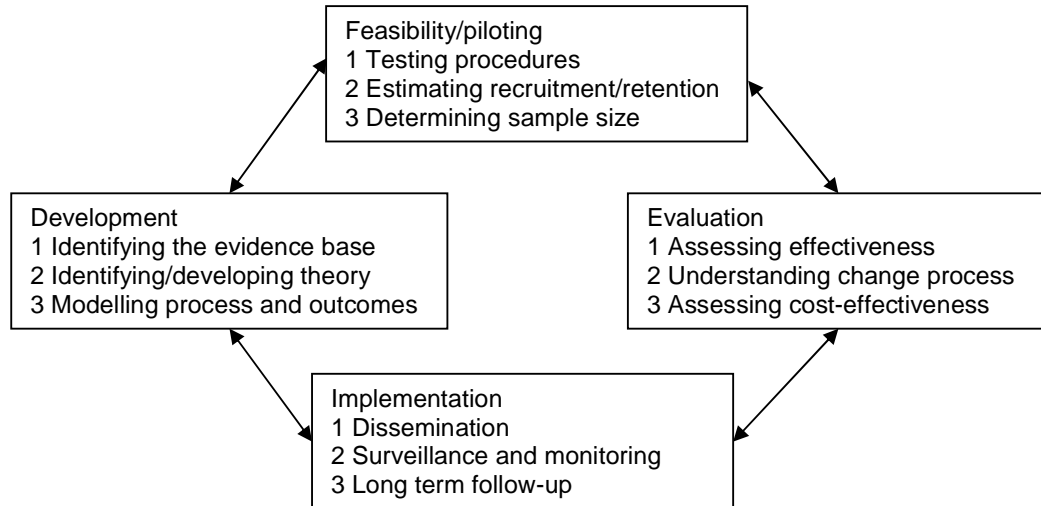 Feasibility/piloting
1 Testing procedures
2 Estimating recruitment/retention
3 Determining sample size
Development
1 Identifying the evidence base
2 Identifying/developing theory
3 Modelling process and outcomes
Evaluation
1 Assessing effectiveness
2 Understanding change process
3 Assessing cost-effectiveness
Implementation
1 Dissemination
2 Surveillance and monitoring
3 Long term follow-up